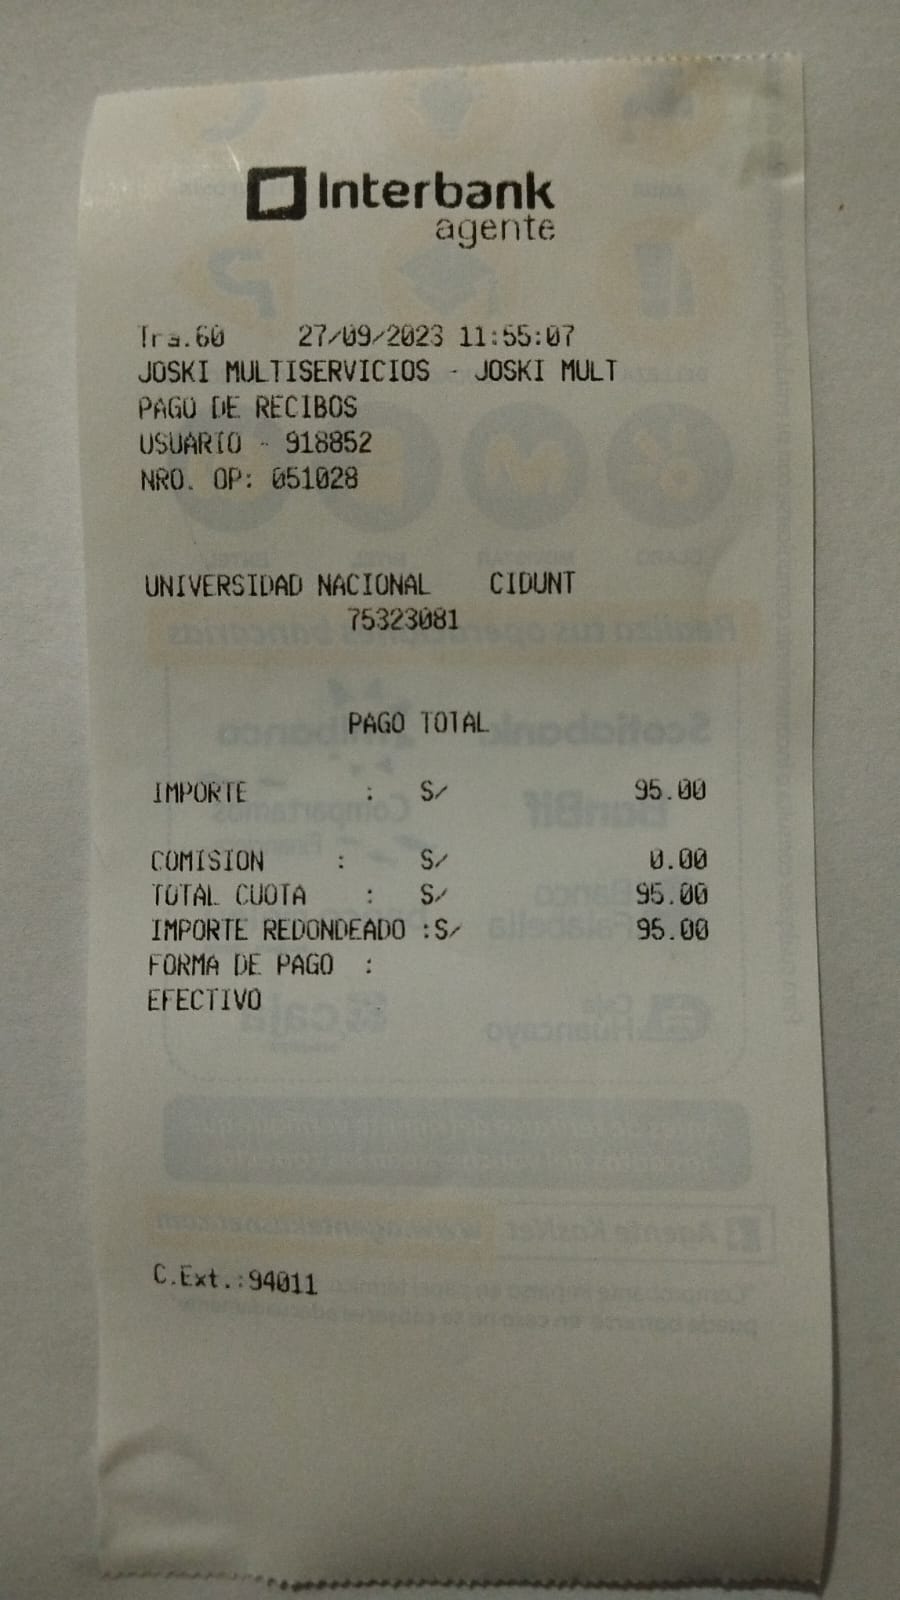 Interbank
agente
Tra.60 27/09/2023 11:55:07
JOSKI MULTISERVICIOS - JOSKI MULT
PAGO DE RECIBOS
USUARIO - 918852
NRO. OP: 051028
UNIVERSIDAD NACIONAL CIDUNT
75323081
PAGO TOTAL
IMPORTE : S/ 95.00
COMISION : S/ 0.00
TOTAL CUOTA : S/ 95.00
IMPORTE REDONDEADO :S/ 95.00
FORMA DE PAGO :
EFECTIVO
C.Ext.:94011